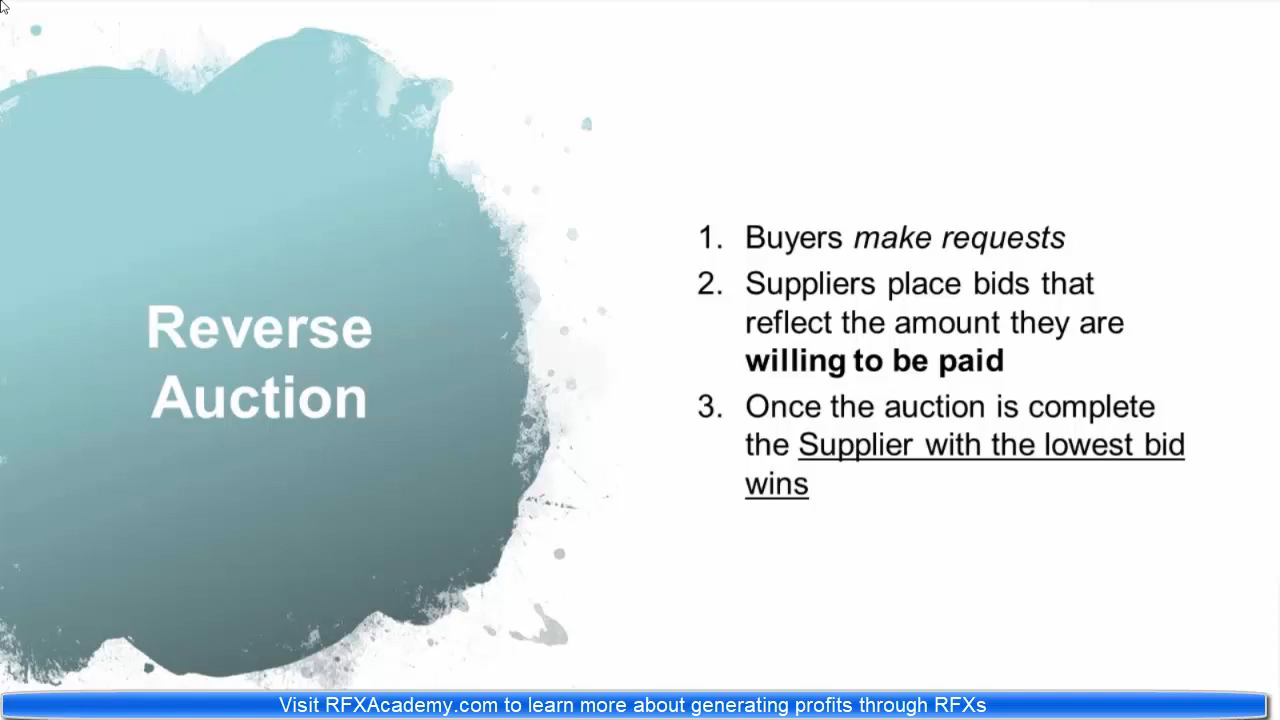 Reverse
Auction
1. Buyers make requests
2. Suppliers place bids that
reflect the amount they are
willing to be paid
3. Once the auction is complete
the Supplier with the lowest bid
wins
Visit RFXAcademy.com to learn more about generating profits through RFXs